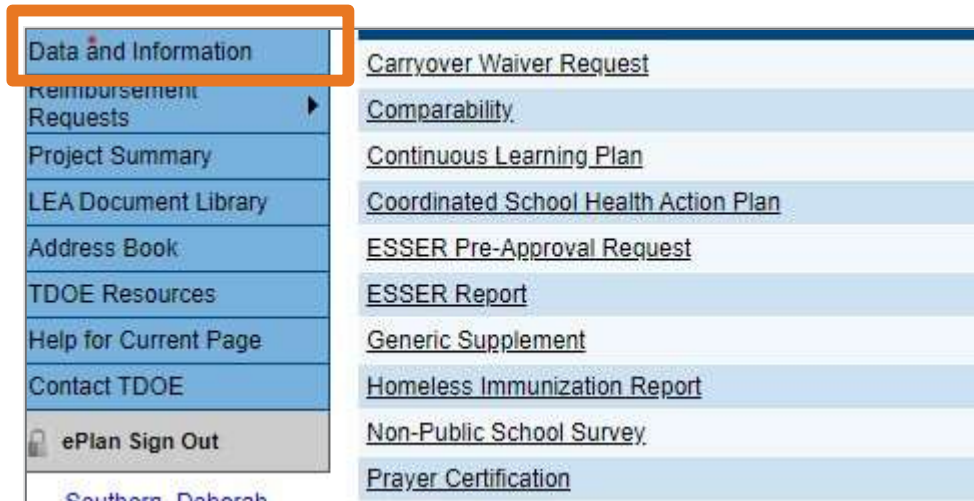 Data and Information
Reimbursement
Requests
Project Summary
LEA Document Library
Address Book
TDOE Resources
Help for Current Page
Contact TDOE
ePlan Sign Out
Southern, Deborah
Carryover Waiver Request
Comparability
Continuous Learning Plan
Coordinated School Health Action Plan
ESSER Pre-Approval Request
ESSER Report
Generic Supplement
Homeless Immunization Report
Non-Public School Survey
Prayer Certification